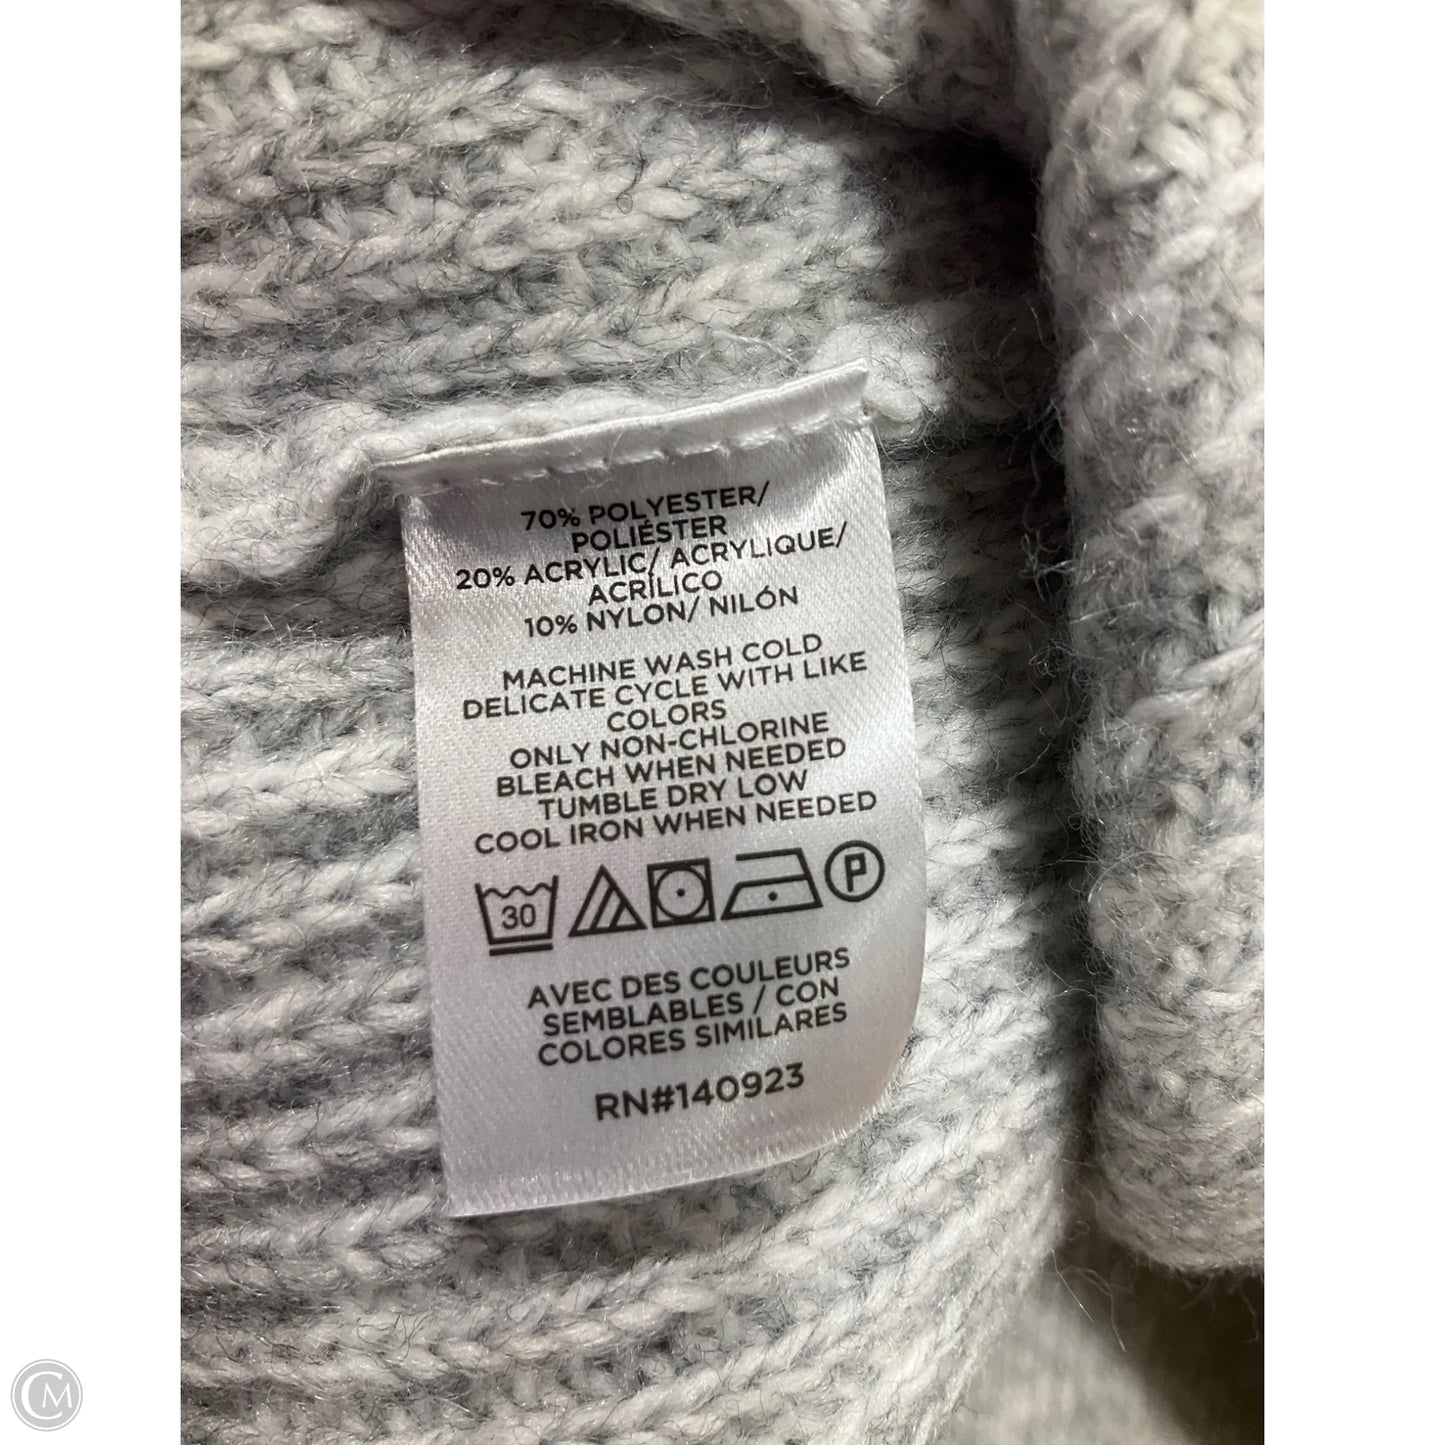 70% POLYESTER/
POLIÉSTER
20% ACRYLIC/ ACRYLIQUE/
ACRÍLICO
10% NYLON/ NILÓN
MACHINE WASH COLD
DELICATE CYCLE WITH LIKE
COLORS
ONLY NON-CHLORINE
BLEACH WHEN NEEDED
TUMBLE DRY LOW
COOL IRON WHEN NEEDED
30 P
AVEC DES COULEURS
SEMBLABLES / CON
COLORES SIMILARES
RN#140923
CM